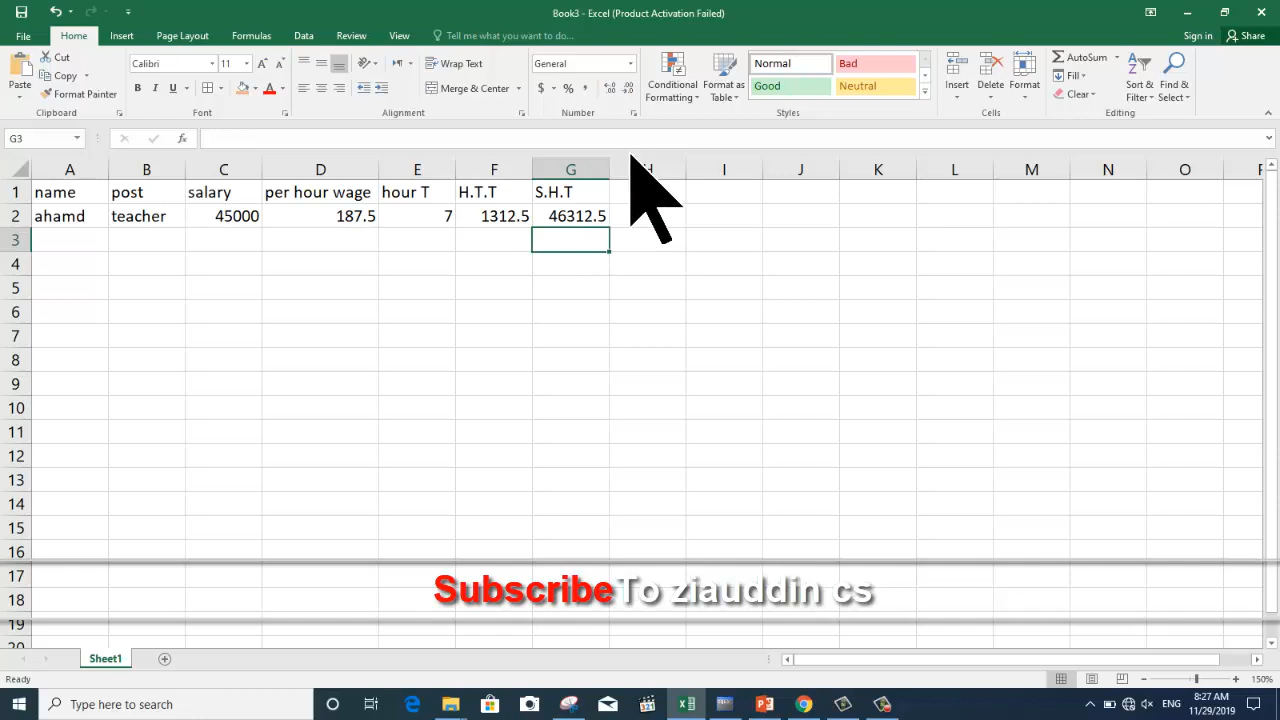 Book3 - Excel (Product Activation Failed)
File Home Insert Page Layout Formulas Data Review View Tell me what you want to do... Sign in Share
Cut Calibri Wrap Text General Normal Bad AutoSum
Paste Copy Format Painter B I U Merge & Center $ % , Conditional Formatting Format as Table Good Neutral Insert Delete Format Fill Clear Sort & Filter Find & Select
Clipboard Font Alignment Number Styles Cells Editing
G3 fx
A B C D E F G H I J K L M N O
1 name post salary per hour wage hour T H.T.T S.H.T
2 ahamd teacher 45000 187.5 7 1312.5 46312.5
3
4
5
6
7
8
9
10
11
12
13
14
15
16
17
Subscribe To ziauddin cs
18
19
20
Sheet1
Ready 150%
Type here to search ENG 8:27 AM
11/29/2019